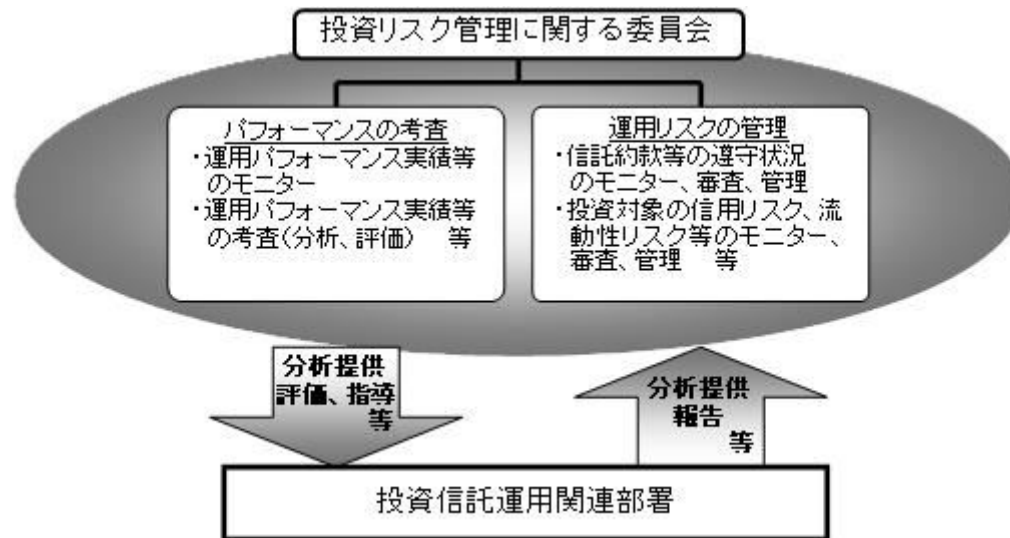 投資リスク管理に関する委員会
パフォーマンスの考査
・運用パフォーマンス実績等
のモニター
・運用パフォーマンス実績等
の考査(分析、評価) 等
運用リスクの管理
・信託約款等の遵守状況
のモニター、審査、管理
・投資対象の信用リスク、流
動性リスク等のモニター、
審査、管理 等
分析提供
評価、指導
等
分析提供
報告
等
投資信託運用関連部署